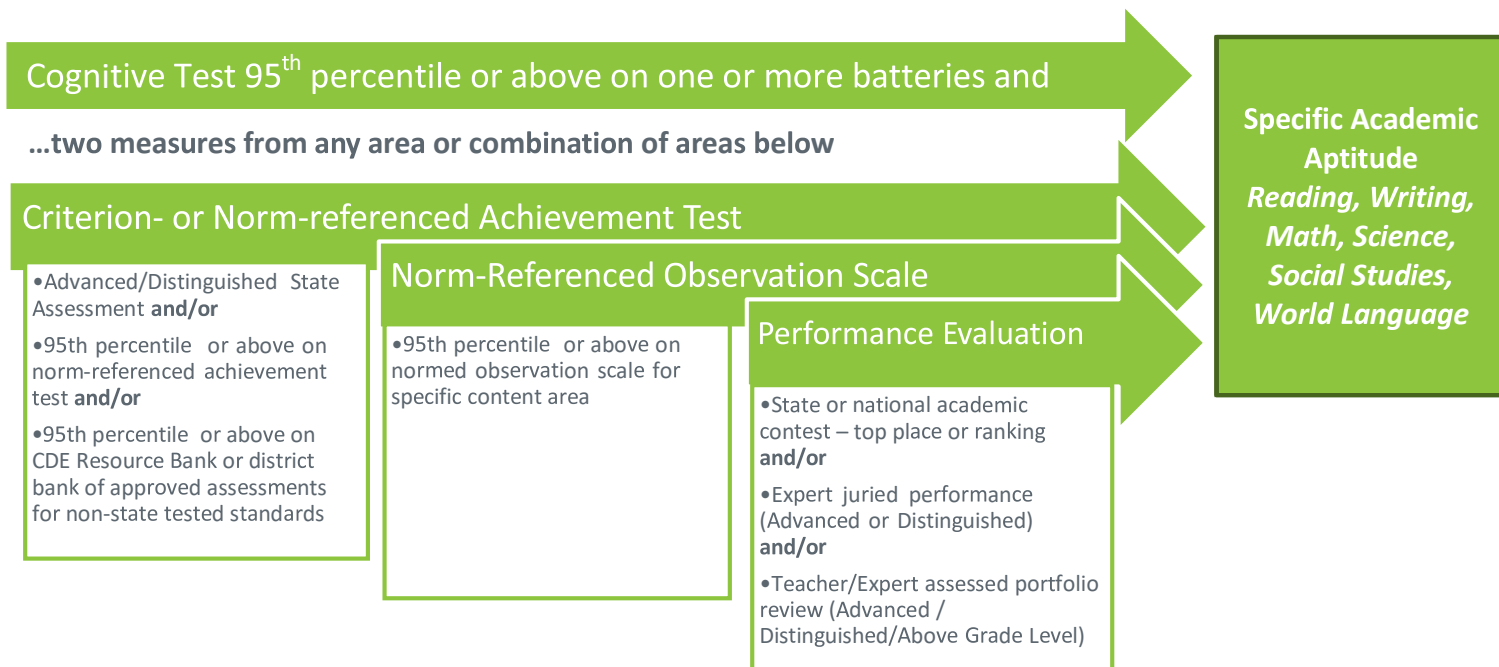 Cognitive Test 95th percentile or above on one or more batteries and
…two measures from any area or combination of areas below
Criterion- or Norm-referenced Achievement Test
•Advanced/Distinguished State
Assessment and/or
•95th percentile or above on
norm-referenced achievement
test and/or
•95th percentile or above on
CDE Resource Bank or district
bank of approved assessments
for non-state tested standards
Norm-Referenced Observation Scale
•95th percentile or above on
normed observation scale for
specific content area
Performance Evaluation
•State or national academic
contest – top place or ranking
and/or
•Expert juried performance
(Advanced or Distinguished)
and/or
•Teacher/Expert assessed portfolio
review (Advanced /
Distinguished/Above Grade Level)
Specific Academic
Aptitude
Reading, Writing,
Math, Science,
Social Studies,
World Language